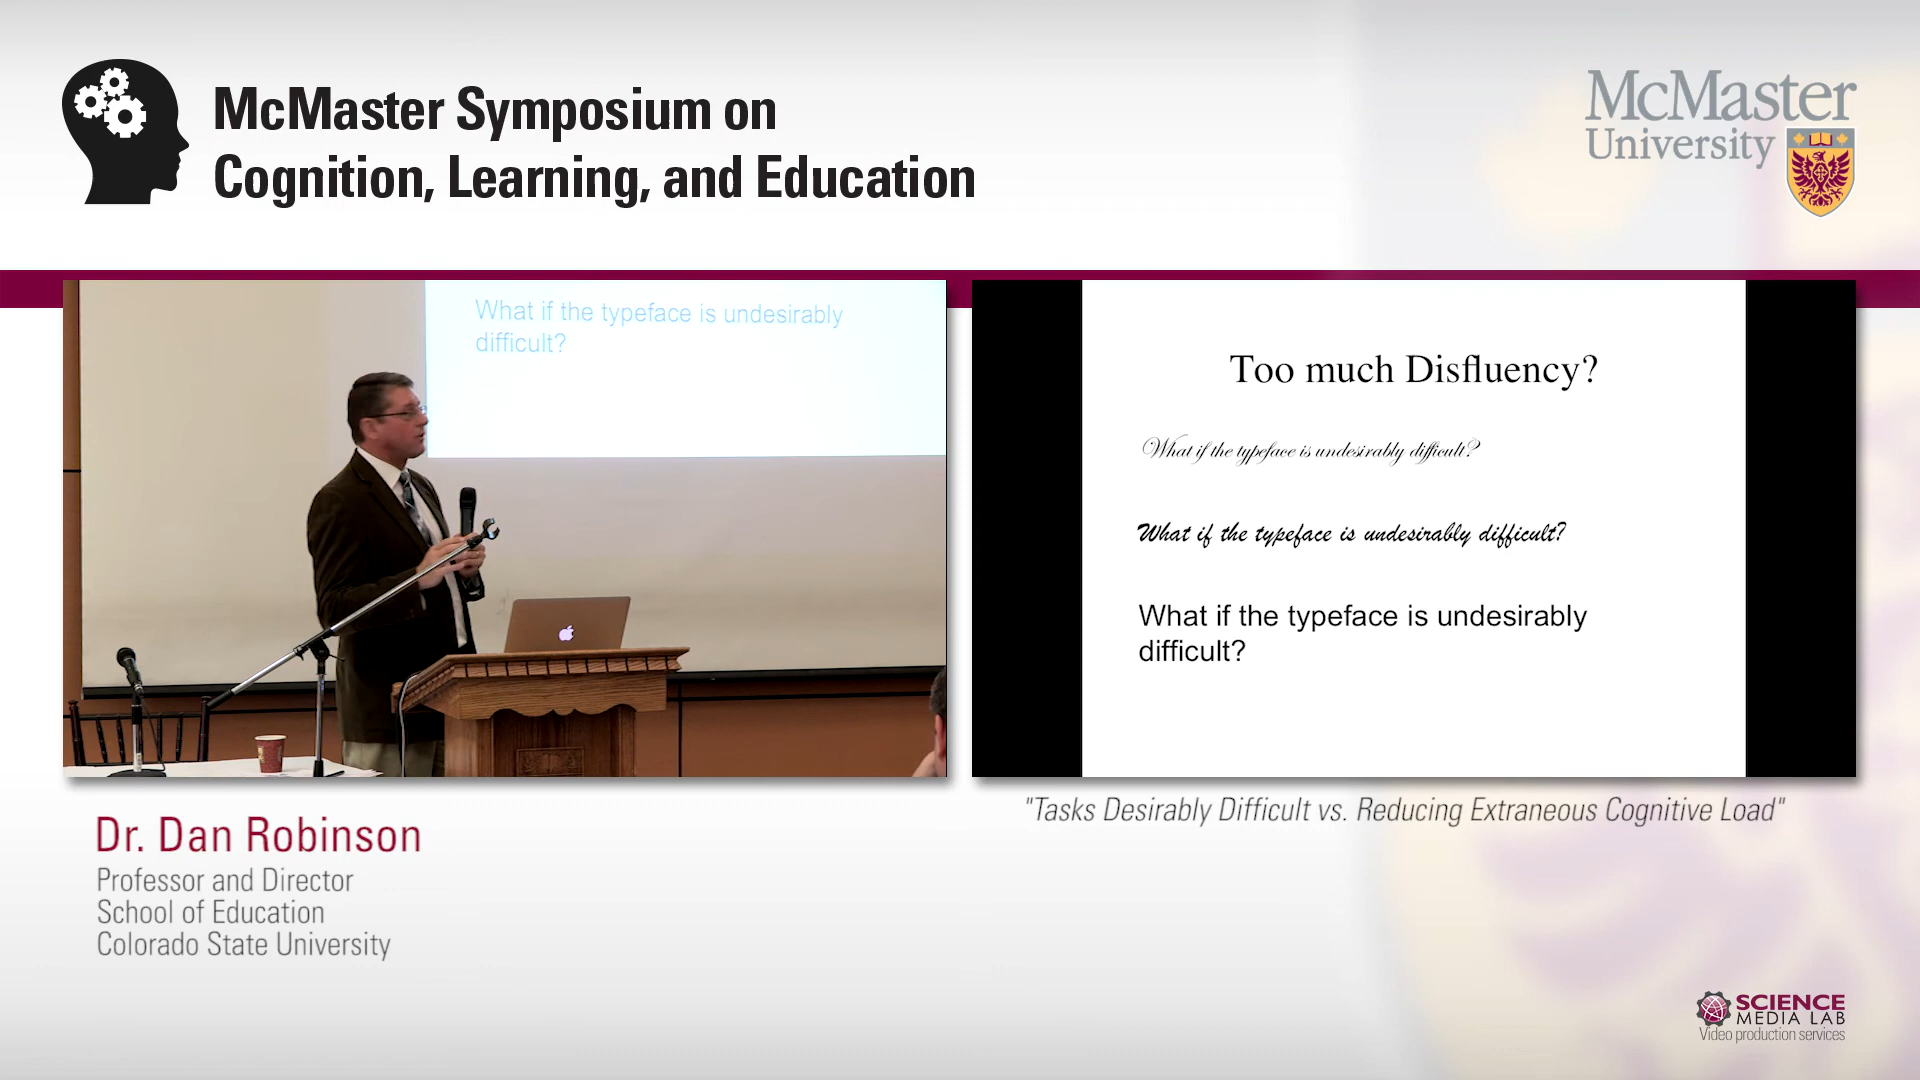 McMaster Symposium on
Cognition, Learning, and Education
McMaster
University
What if the typeface is undesirably
difficult?
Too much Disfluency?
What if the typeface is undesirably difficult?
What if the typeface is undesirably difficult?
What if the typeface is undesirably
difficult?
"Tasks Desirably Difficult vs. Reducing Extraneous Cognitive Load"
Dr. Dan Robinson
Professor and Director
School of Education
Colorado State University
SCIENCE
MEDIA LAB
Video production services